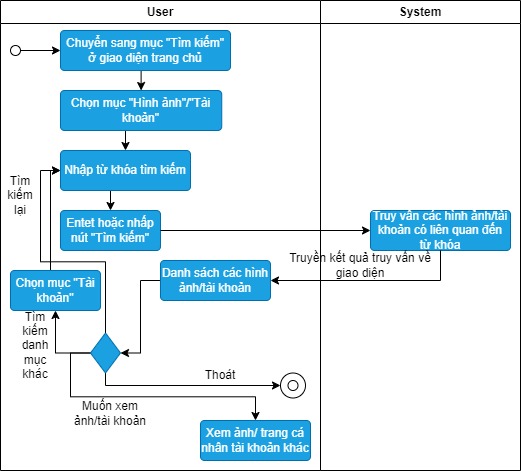 User
System
Chuyển sang mục "Tìm kiếm"
ở giao diện trang chủ
Chọn mục "Hình ảnh"/"Tài
khoản"
Nhập từ khóa tìm kiếm
Tìm
kiếm
lại
Entet hoặc nhấp
nút "Tìm kiếm"
Truy vấn các hình ảnh/tài
khoản có liên quan đến
từ khóa
Truyền kết quả truy vấn về
giao diện
Danh sách các hình
ảnh/tài khoản
Chọn mục "Tài
khoản"
Tìm
kiếm
danh
mục
khác
Thoát
Muốn xem
ảnh/tài khoản
Xem ảnh/ trang cá
nhân tài khoản khác